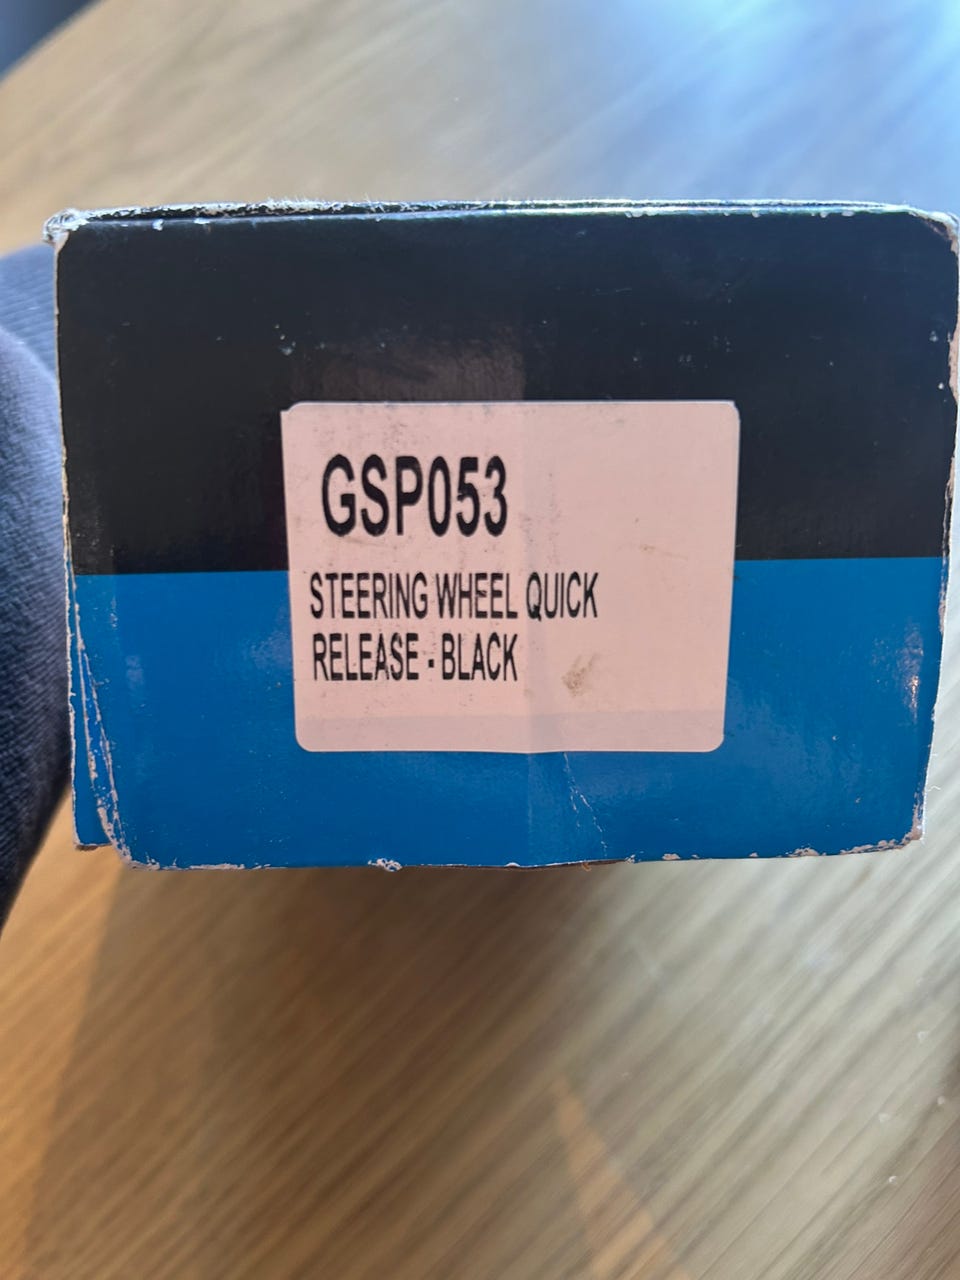 GSP053
STEERING WHEEL QUICK
RELEASE - BLACK